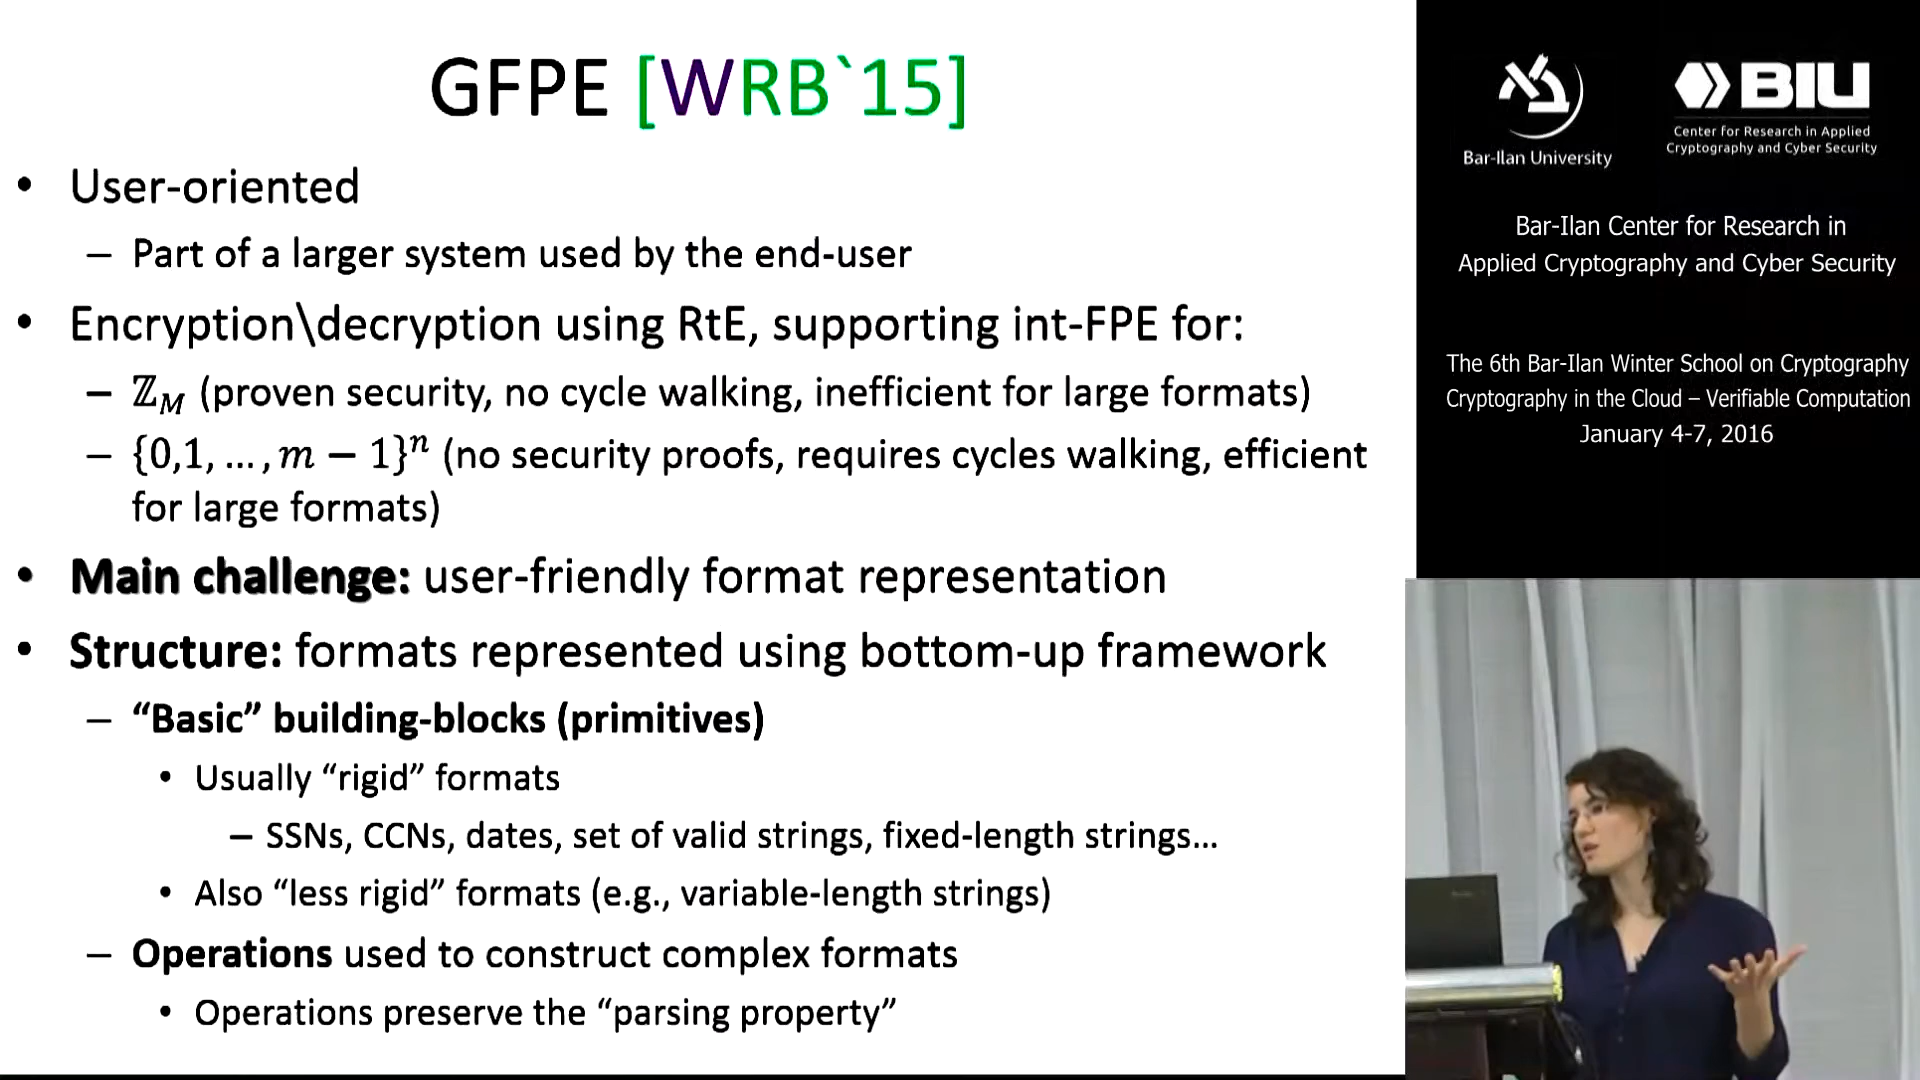 GFPE [WRB`15]
• User-oriented
– Part of a larger system used by the end-user
• Encryption\decryption using RtE, supporting int-FPE for:
– ℤ_M (proven security, no cycle walking, inefficient for large formats)
– {0,1, … , m − 1}ⁿ (no security proofs, requires cycles walking, efficient
for large formats)
• Main challenge: user-friendly format representation
• Structure: formats represented using bottom-up framework
– “Basic” building-blocks (primitives)
• Usually “rigid” formats
– SSNs, CCNs, dates, set of valid strings, fixed-length strings…
• Also “less rigid” formats (e.g., variable-length strings)
– Operations used to construct complex formats
• Operations preserve the “parsing property”
Bar-Ilan University
BIU
Center for Research in Applied
Cryptography and Cyber Security
Bar-Ilan Center for Research in
Applied Cryptography and Cyber Security
The 6th Bar-Ilan Winter School on Cryptography
Cryptography in the Cloud – Verifiable Computation
January 4-7, 2016